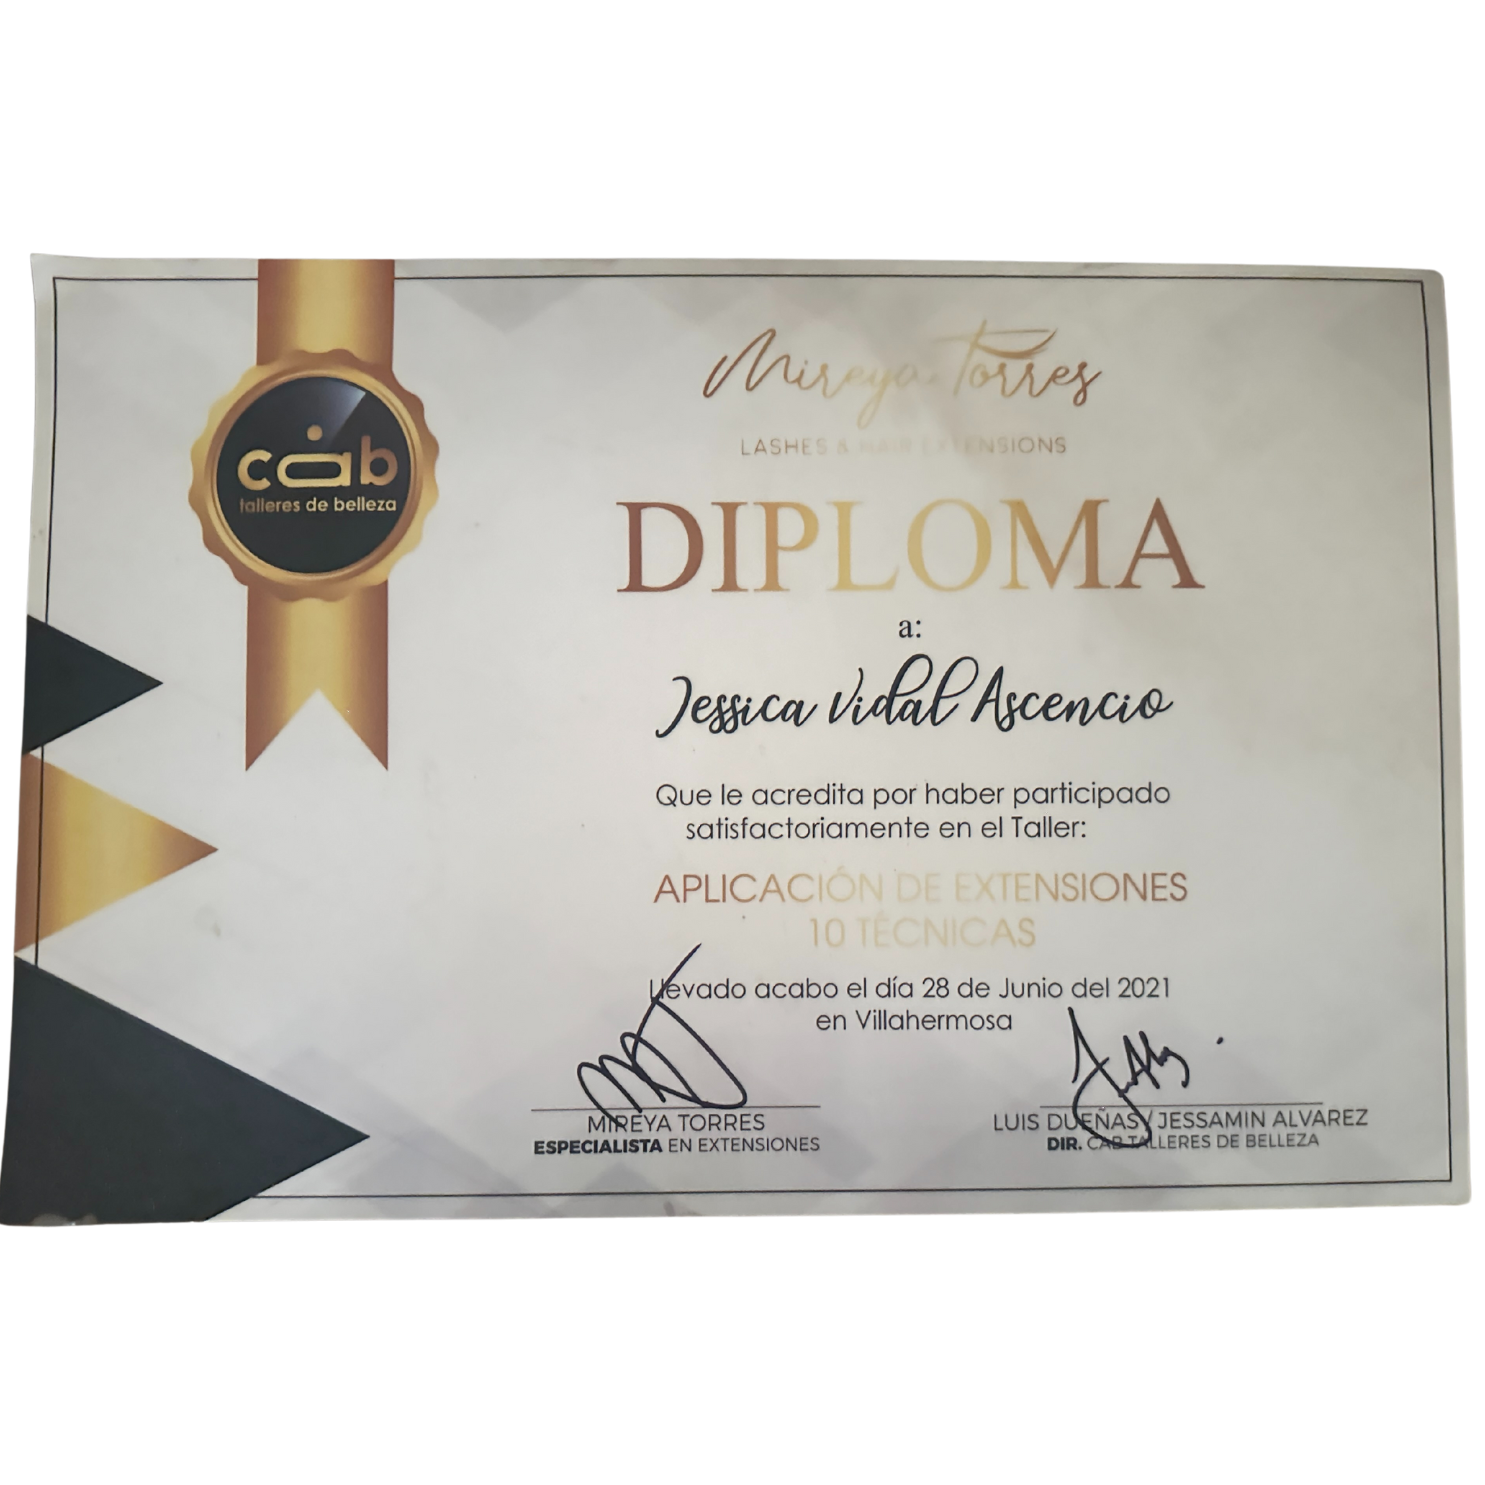 cab
talleres de belleza
Mireya Torres
LASHES & HAIR EXTENSIONS
DIPLOMA
a:
Jessica Vidal Ascencio
Que le acredita por haber participado
satisfactoriamente en el Taller:
APLICACIÓN DE EXTENSIONES
10 TÉCNICAS
Llevado acabo el día 28 de Junio del 2021
en Villahermosa
MIREYA TORRES
ESPECIALISTA EN EXTENSIONES
LUIS DUEÑAS / JESSAMIN ALVAREZ
DIR. CAB TALLERES DE BELLEZA